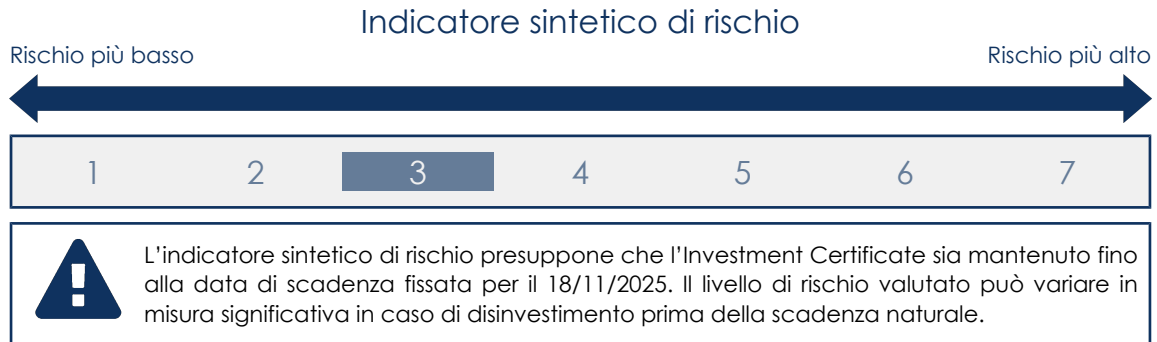 Indicatore sintetico di rischio
Rischio più basso
Rischio più alto
1 2 3 4 5 6 7
L’indicatore sintetico di rischio presuppone che l’Investment Certificate sia mantenuto fino
alla data di scadenza fissata per il 18/11/2025. Il livello di rischio valutato può variare in
misura significativa in caso di disinvestimento prima della scadenza naturale.